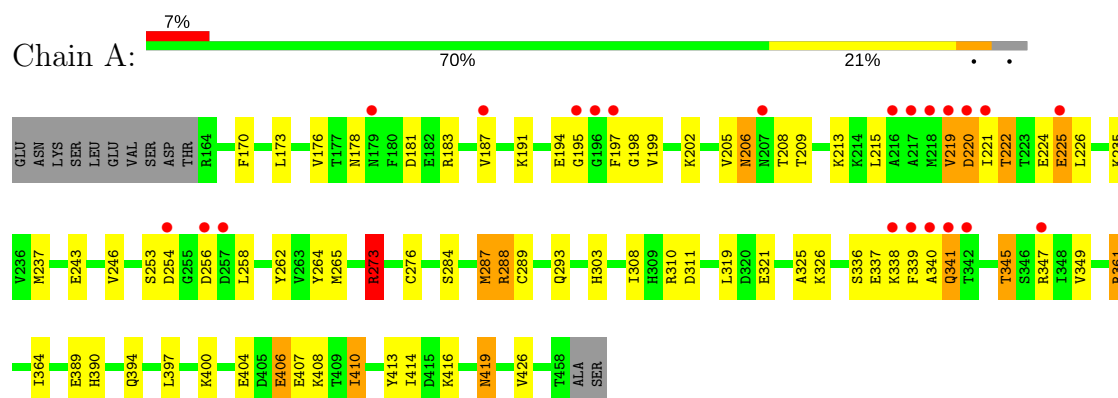 7%
Chain A:
70% 21% • •
GLU ASN LYS SER LEU GLU VAL SER ASP THR R164 F170 L173 V176 T177 N178 N179 F180 D181 E182 R183 V187 K191 E194 G195 G196 F197 G198 V199 K202 V205 N206 N207 T208 T209 K213 K214 L215 A216 A217 M218 V219 D220 I221 T222 T223 E224 E225 L226 K235
V236 M237 E243 V246 S253 D254 G255 D256 D257 L258 Y262 V263 Y264 M265 R273 C276 S284 M287 R288 C289 Q293 H303 I308 H309 R310 D311 L319 D320 E321 A325 K326 S336 E337 K338 F339 A340 Q341 T342 T345 S346 R347 I348 V349 R361
I364 E389 H390 Q394 L397 K400 E404 D405 E406 E407 K408 T409 I410 Y413 I414 D415 K416 N419 V426 T458 ALA SER